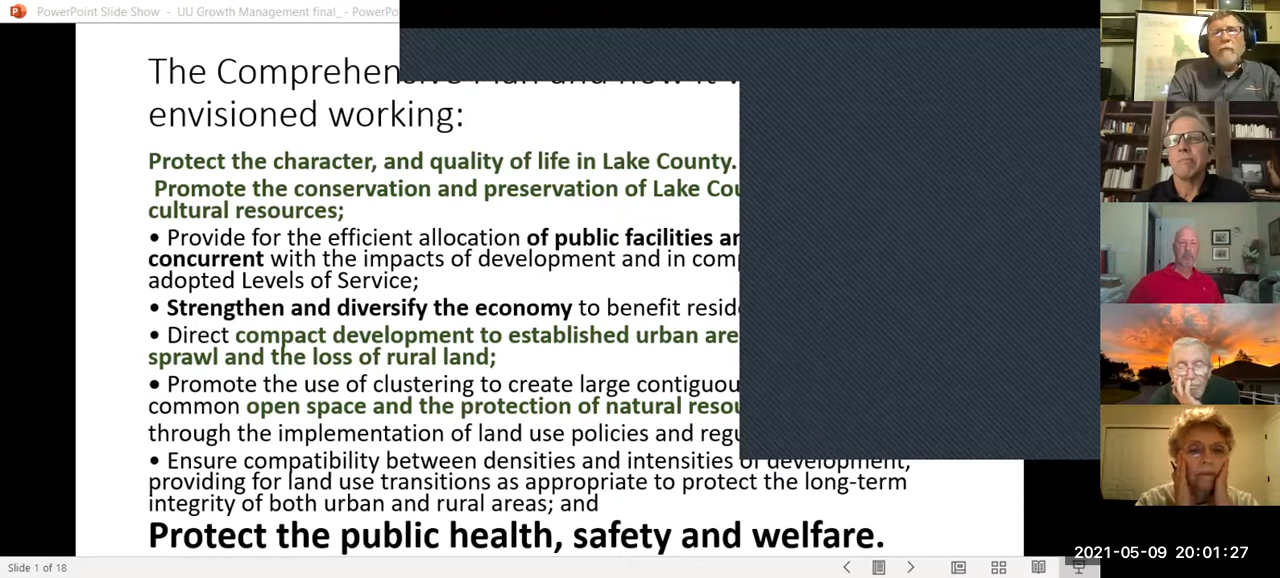 PowerPoint Slide Show - UU Growth Management final_ - PowerPo
The Comprehen
envisioned working:
Protect the character, and quality of life in Lake County.
Promote the conservation and preservation of Lake Cou
cultural resources;
• Provide for the efficient allocation of public facilities an
concurrent with the impacts of development and in comp
adopted Levels of Service;
• Strengthen and diversify the economy to benefit resid
• Direct compact development to established urban are
sprawl and the loss of rural land;
• Promote the use of clustering to create large contiguou
common open space and the protection of natural resou
through the implementation of land use policies and regu
• Ensure compatibility between densities and intensities of development,
providing for land use transitions as appropriate to protect the long-term
integrity of both urban and rural areas; and
Protect the public health, safety and welfare.
Slide 1 of 18
2021-05-09 20:01:27